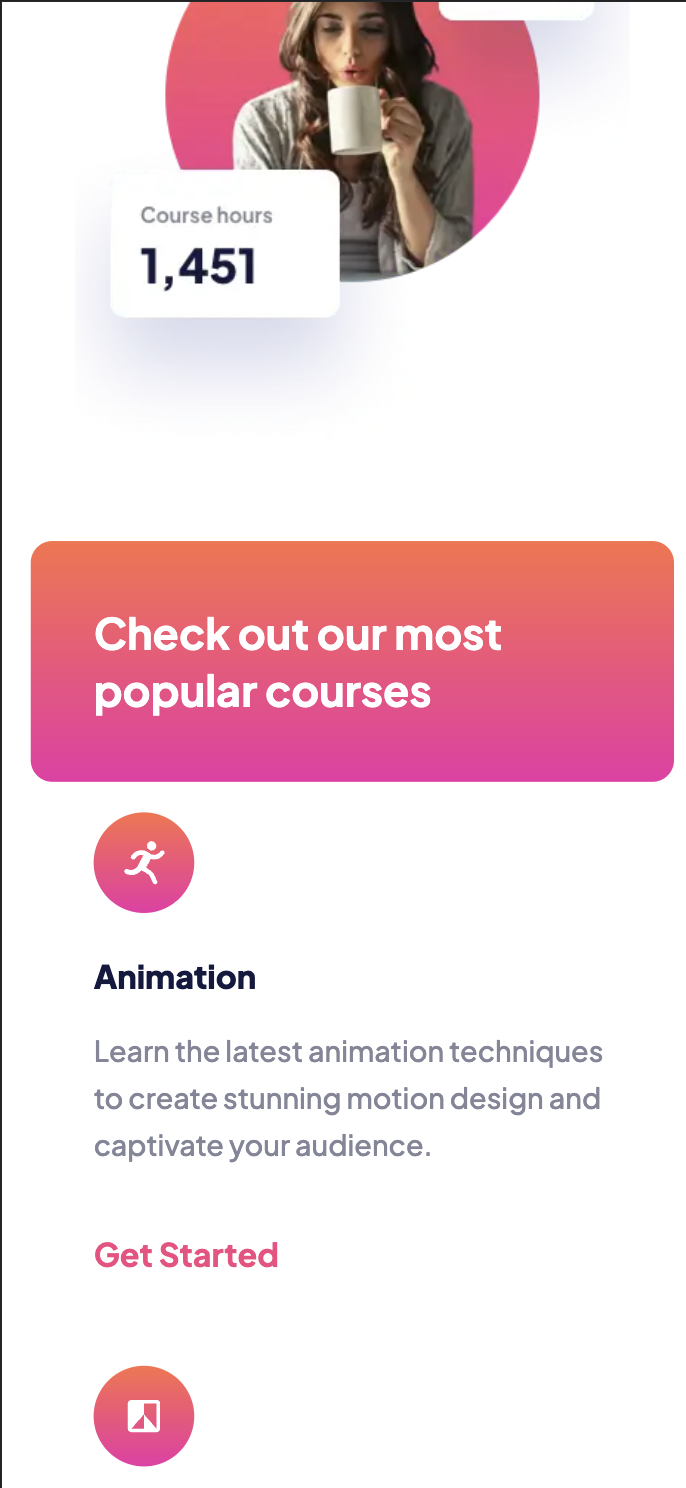 Course hours
1,451
Check out our most
popular courses
Animation
Learn the latest animation techniques
to create stunning motion design and
captivate your audience.
Get Started